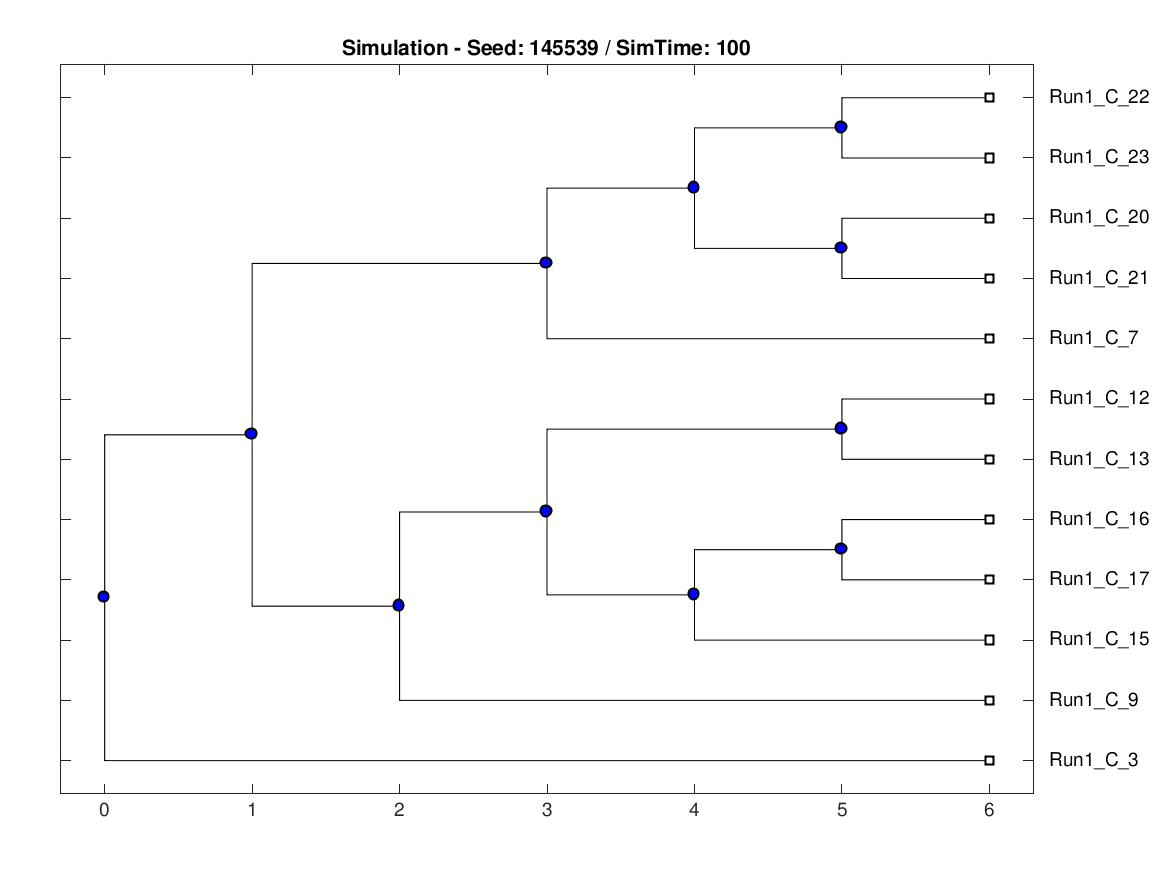 Simulation - Seed: 145539 / SimTime: 100
Run1_C_22
Run1_C_23
Run1_C_20
Run1_C_21
Run1_C_7
Run1_C_12
Run1_C_13
Run1_C_16
Run1_C_17
Run1_C_15
Run1_C_9
Run1_C_3
0 1 2 3 4 5 6